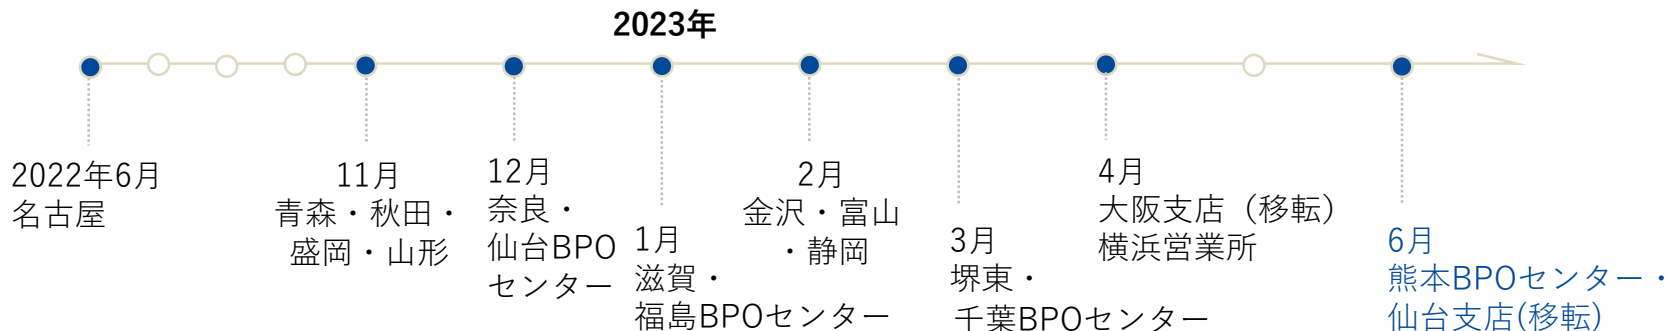 2023年
2022年6月
名古屋
11月
青森・秋田・
盛岡・山形
12月
奈良・
仙台BPO
センター
1月
滋賀・
福島BPOセンター
2月
金沢・富山
・静岡
3月
堺東・
千葉BPOセンター
4月
大阪支店（移転）
横浜営業所
6月
熊本BPOセンター・
仙台支店(移転)